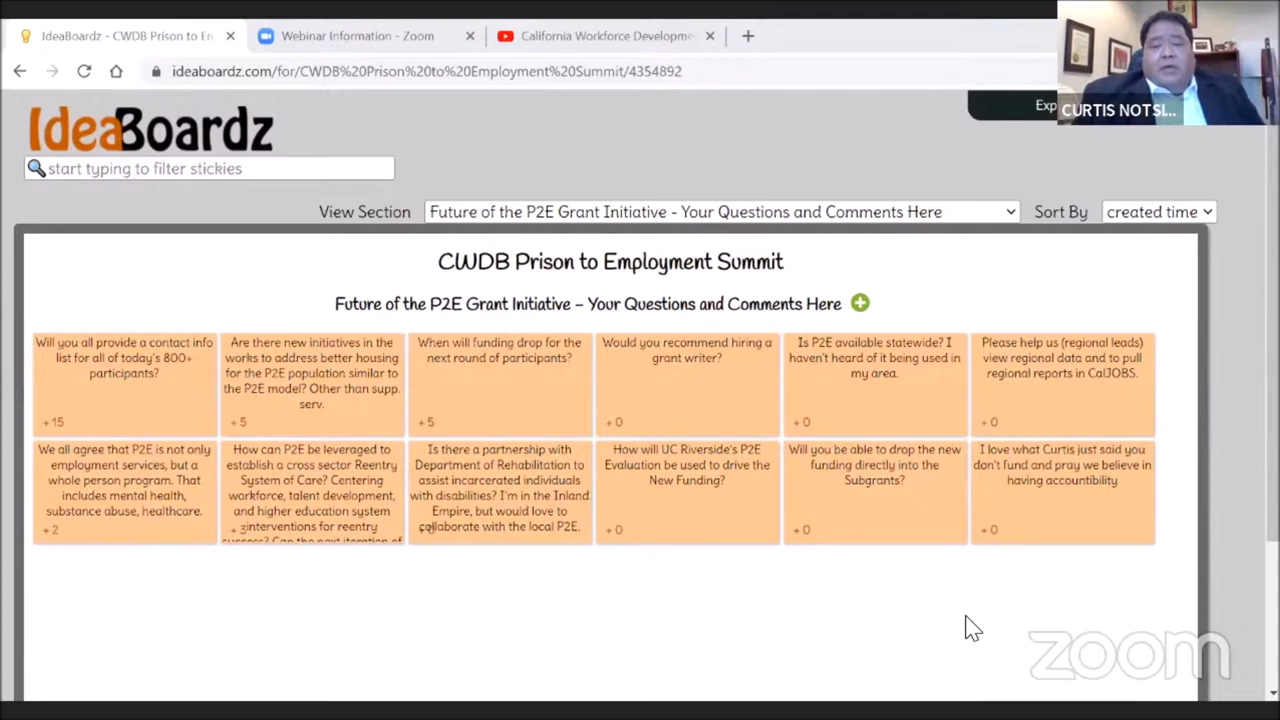 IdeaBoardz - CWDB Prison to En
Webinar Information - Zoom
California Workforce Developme
ideaboardz.com/for/CWDB%20Prison%20to%20Employment%20Summit/4354892
Exp
CURTIS NOTSI...
IdeaBoardz
start typing to filter stickies
View Section
Future of the P2E Grant Initiative - Your Questions and Comments Here
Sort By
created time
CWDB Prison to Employment Summit
Future of the P2E Grant Initiative - Your Questions and Comments Here
Will you all provide a contact info
list for all of today's 800+
participants?
+ 15
Are there new initiatives in the
works to address better housing
for the P2E population similar to
the P2E model? Other than supp.
serv.
+ 5
When will funding drop for the
next round of participants?
+ 5
Would you recommend hiring a
grant writer?
+ 0
Is P2E available statewide? I
haven't heard of it being used in
my area.
+ 0
Please help us (regional leads)
view regional data and to pull
regional reports in CalJOBS.
+ 0
We all agree that P2E is not only
employment services, but a
whole person program. That
includes mental health,
substance abuse, healthcare.
+ 2
How can P2E be leveraged to
establish a cross sector Reentry
System of Care? Centering
workforce, talent development,
and higher education system
interventions for reentry
success? Can the next iteration of
+ 3
Is there a partnership with
Department of Rehabilitation to
assist incarcerated individuals
with disabilities? I'm in the Inland
Empire, but would love to
collaborate with the local P2E.
How will UC Riverside's P2E
Evaluation be used to drive the
New Funding?
+ 0
Will you be able to drop the new
funding directly into the
Subgrants?
+ 0
I love what Curtis just said you
don't fund and pray we believe in
having accountibility
+ 0
zoom